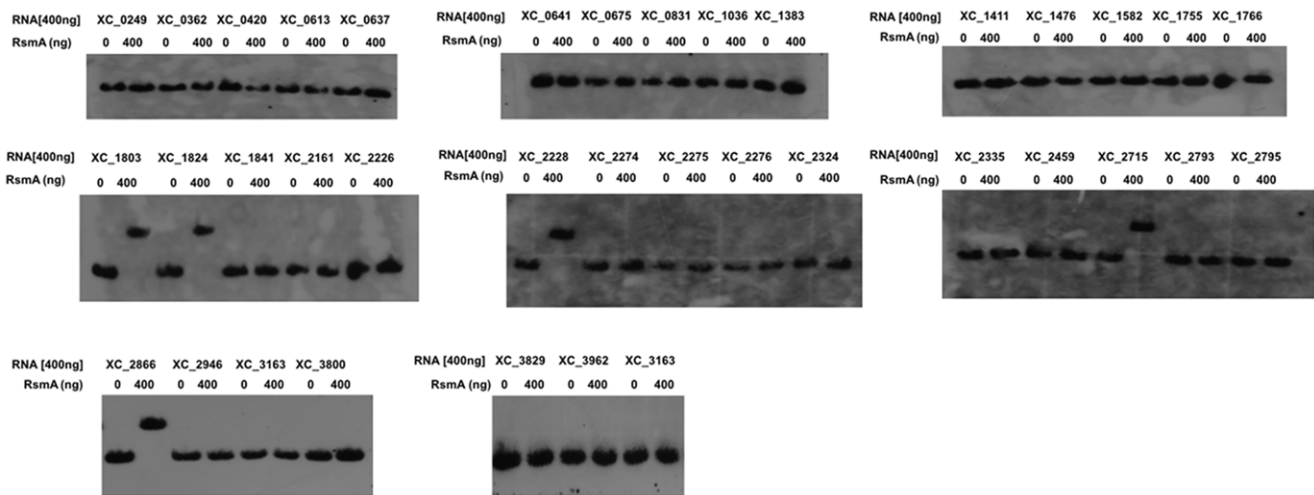 RNA[400ng] XC_0249 XC_0362 XC_0420 XC_0613 XC_0637
RsmA (ng) 0 400 0 400 0 400 0 400 0 400
RNA[400ng] XC_0641 XC_0675 XC_0831 XC_1036 XC_1383
RsmA (ng) 0 400 0 400 0 400 0 400 0 400
RNA [400ng] XC_1411 XC_1476 XC_1582 XC_1755 XC_1766
RsmA (ng) 0 400 0 400 0 400 0 400 0 400
RNA[400ng] XC_1803 XC_1824 XC_1841 XC_2161 XC_2226
RsmA (ng) 0 400 0 400 0 400 0 400 0 400
RNA[400ng] XC_2228 XC_2274 XC_2275 XC_2276 XC_2324
RsmA (ng) 0 400 0 400 0 400 0 400 0 400
RNA[400ng] XC_2335 XC_2459 XC_2715 XC_2793 XC_2795
RsmA (ng) 0 400 0 400 0 400 0 400 0 400
RNA [400ng] XC_2866 XC_2946 XC_3163 XC_3800
RsmA (ng) 0 400 0 400 0 400 0 400
RNA [400ng] XC_3829 XC_3962 XC_3163
RsmA (ng) 0 400 0 400 0 400